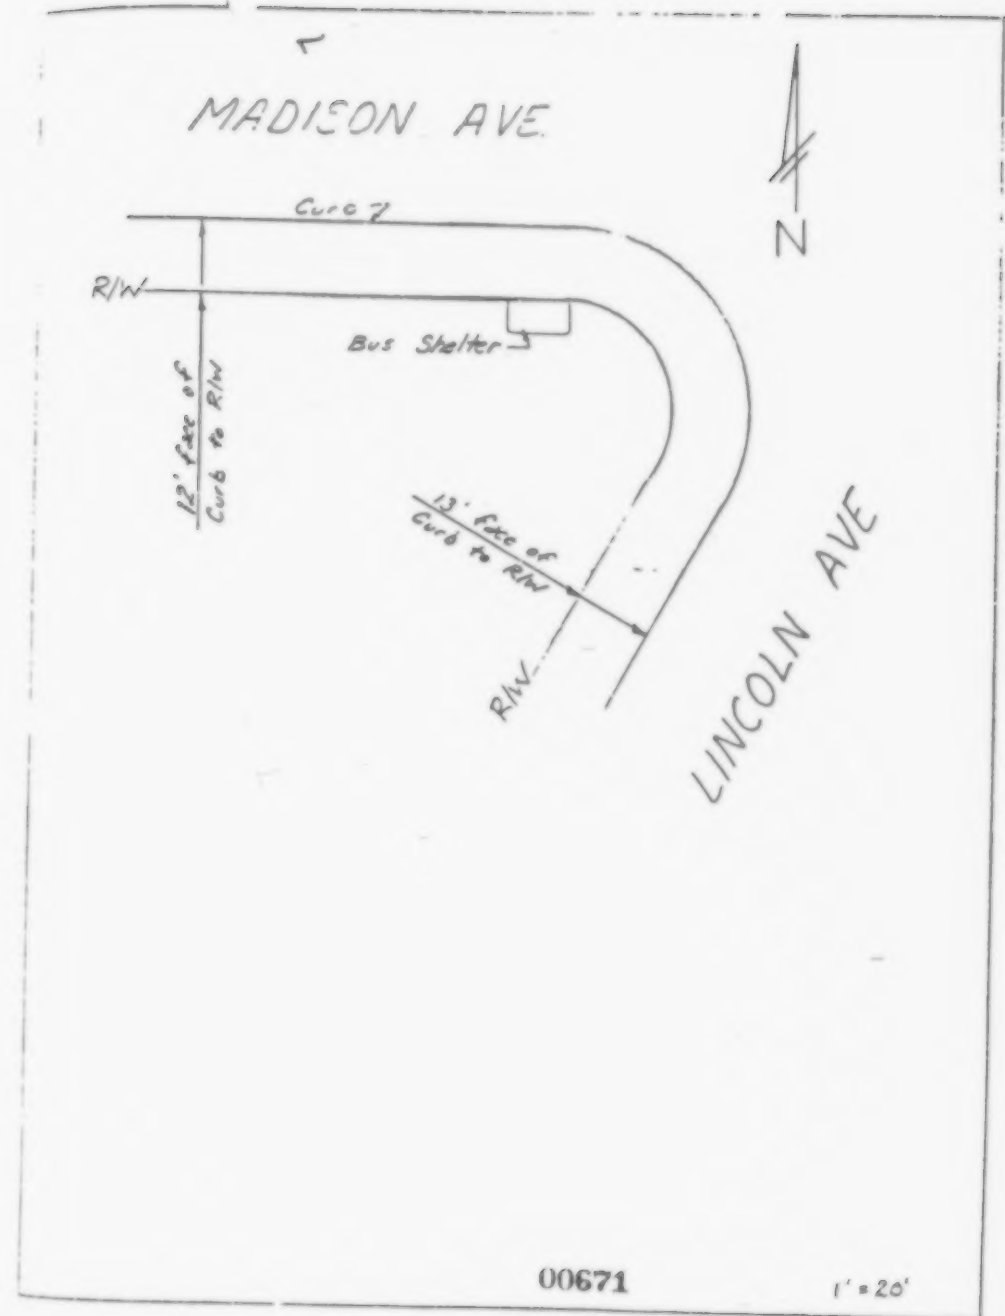 MADISON AVE.
Curb
N
R/W
Bus Shelter
12' face of
Curb to R/W
13' face of
Curb to R/W
R/W
LINCOLN AVE
00671
1" = 20'